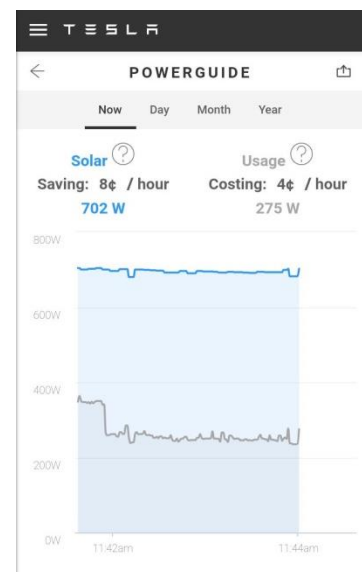 TESLA
POWERGUIDE
Now Day Month Year
Solar ? Usage ?
Saving: 8¢ / hour Costing: 4¢ / hour
702 W 275 W
800W
600W
400W
200W
0W
11:42am 11:44am